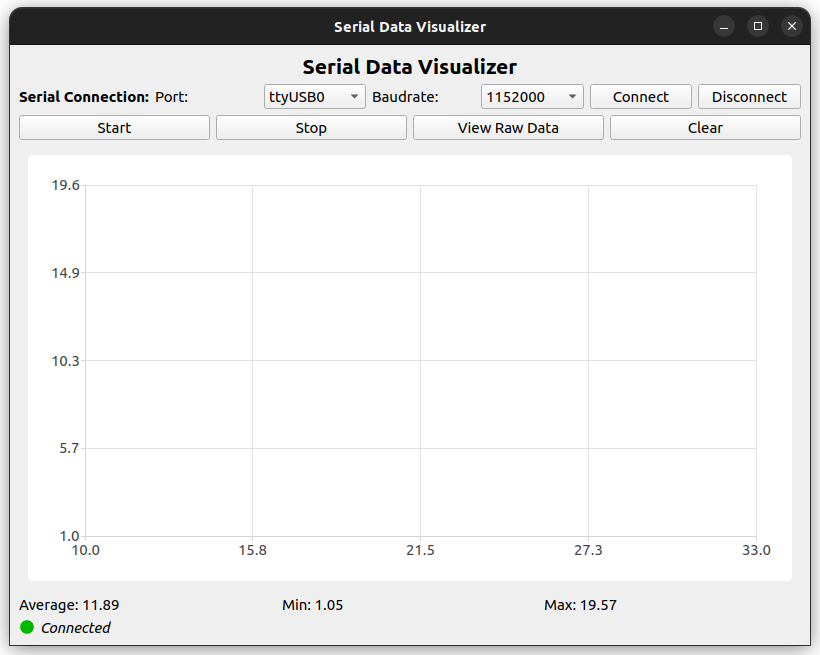 Serial Data Visualizer
Serial Data Visualizer
Serial Connection: Port: ttyUSB0 Baudrate: 1152000 Connect Disconnect
Start Stop View Raw Data Clear
19.6
14.9
10.3
5.7
1.0
10.0 15.8 21.5 27.3 33.0
Average: 11.89 Min: 1.05 Max: 19.57
Connected